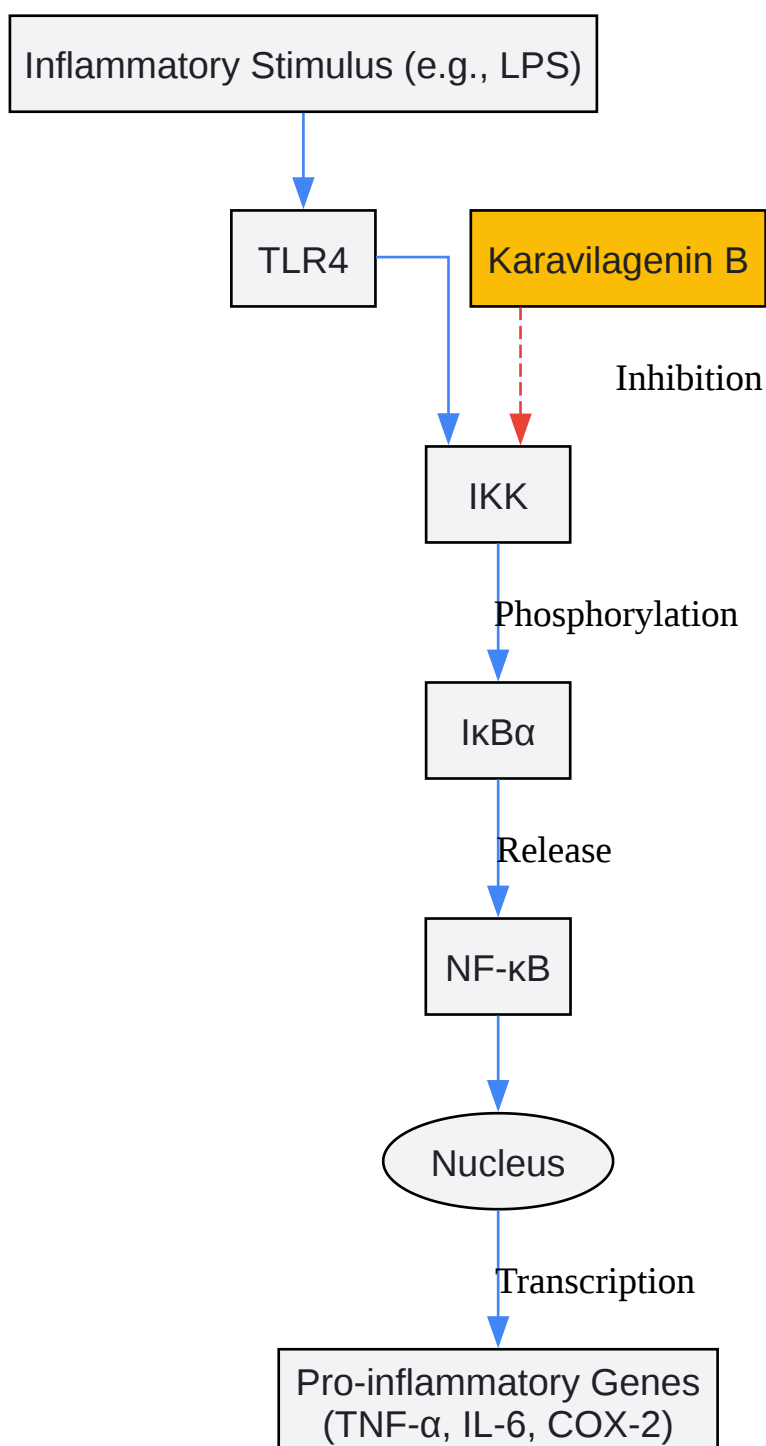 Inflammatory Stimulus (e.g., LPS)
TLR4
Karavilagenin B
Inhibition
IKK
Phosphorylation
IκBα
Release
NF-κB
Nucleus
Transcription
Pro-inflammatory Genes
(TNF-α, IL-6, COX-2)